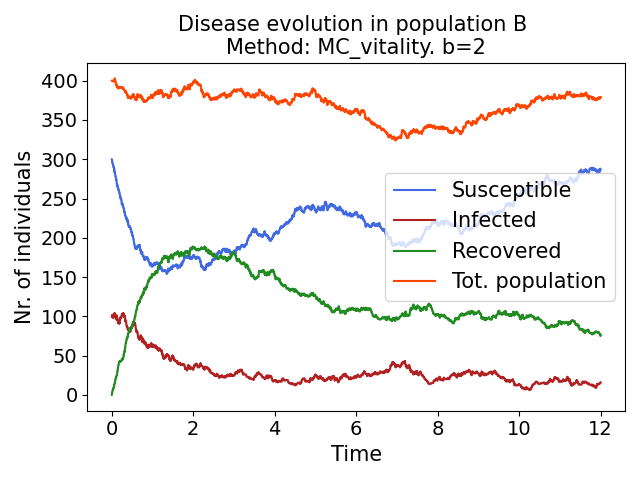 Disease evolution in population B
Method: MC_vitality. b=2
Nr. of individuals
400
350
300
250
200
150
100
50
0
Susceptible
Infected
Recovered
Tot. population
0 2 4 6 8 10 12
Time